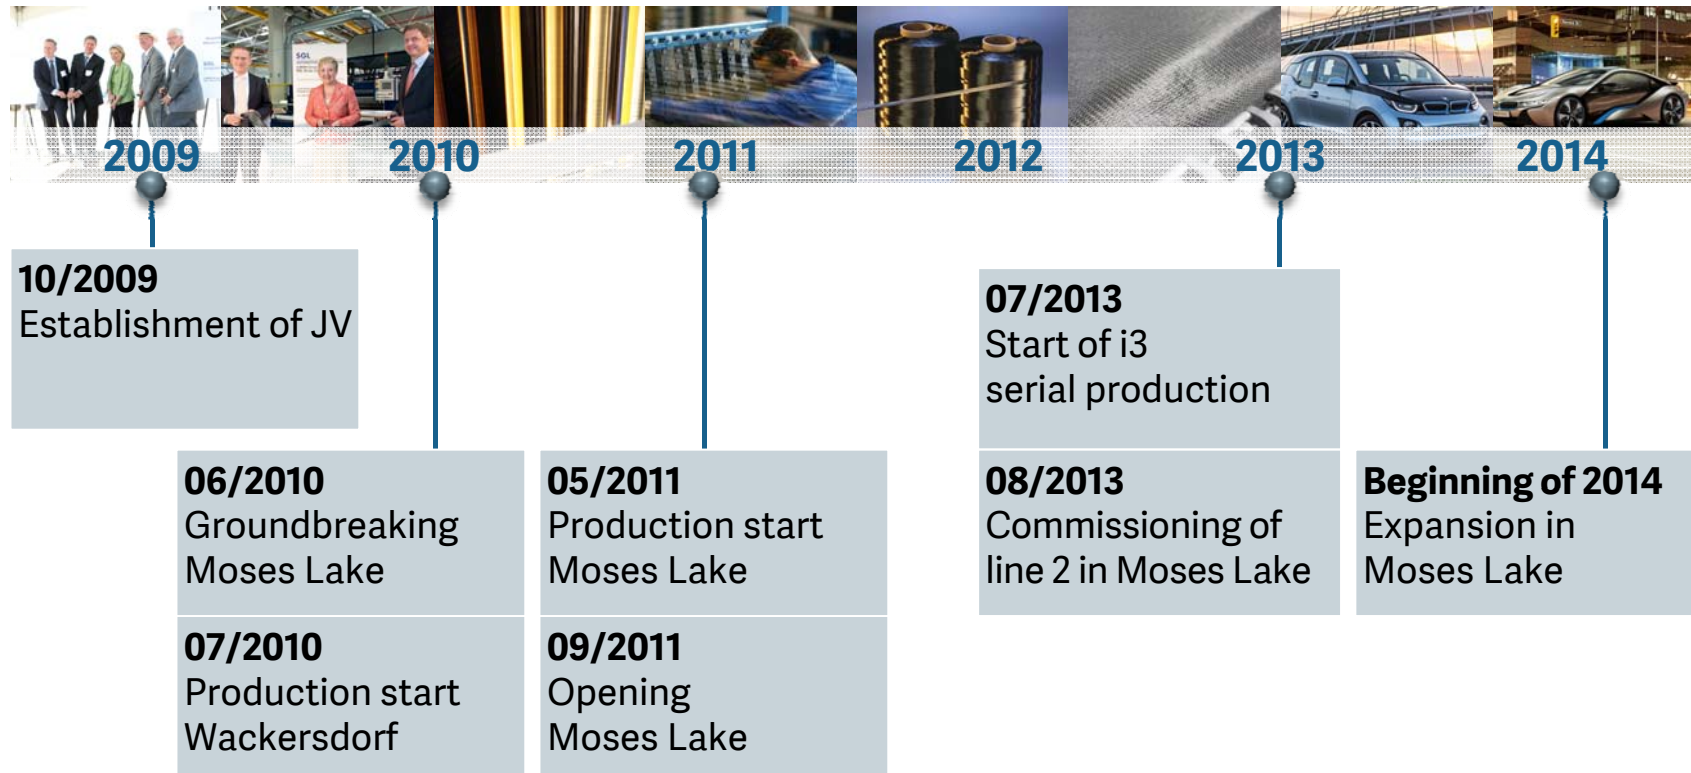 SGL
2009
2010
2011
2012
2013
2014
10/2009
Establishment of JV
06/2010
Groundbreaking
Moses Lake
07/2010
Production start
Wackersdorf
05/2011
Production start
Moses Lake
09/2011
Opening
Moses Lake
07/2013
Start of i3
serial production
08/2013
Commissioning of
line 2 in Moses Lake
Beginning of 2014
Expansion in
Moses Lake